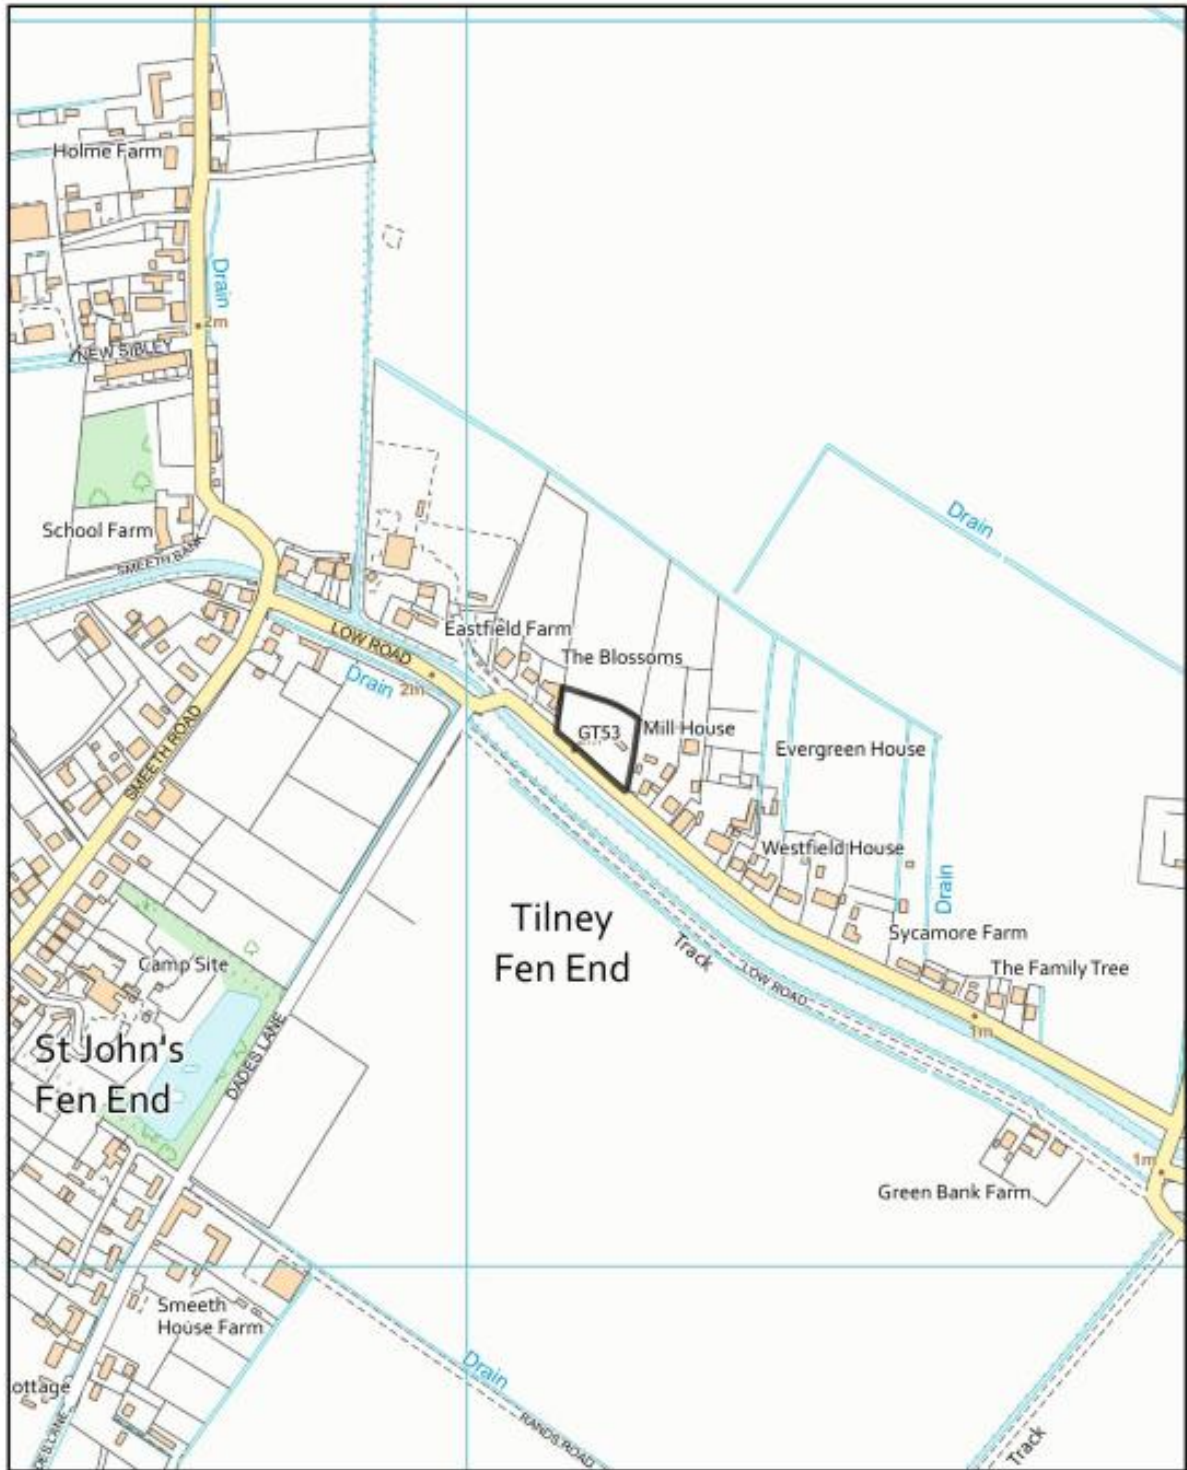 Holme Farm
Drain
2m
NEW SIBLEY
School Farm
SMEETH BANK
Drain
LOW ROAD
Eastfield Farm
The Blossoms
Drain
2m
GT53
Mill House
Evergreen House
SMEETH ROAD
Westfield House
Drain
Tilney
Fen End
Track
LOW ROAD
Sycamore Farm
The Family Tree
1m
Camp Site
St John's
Fen End
DADES LANE
1m
Green Bank Farm
Smeeth
House Farm
Drain
ottage
RANDS ROAD
DES LANE
Track